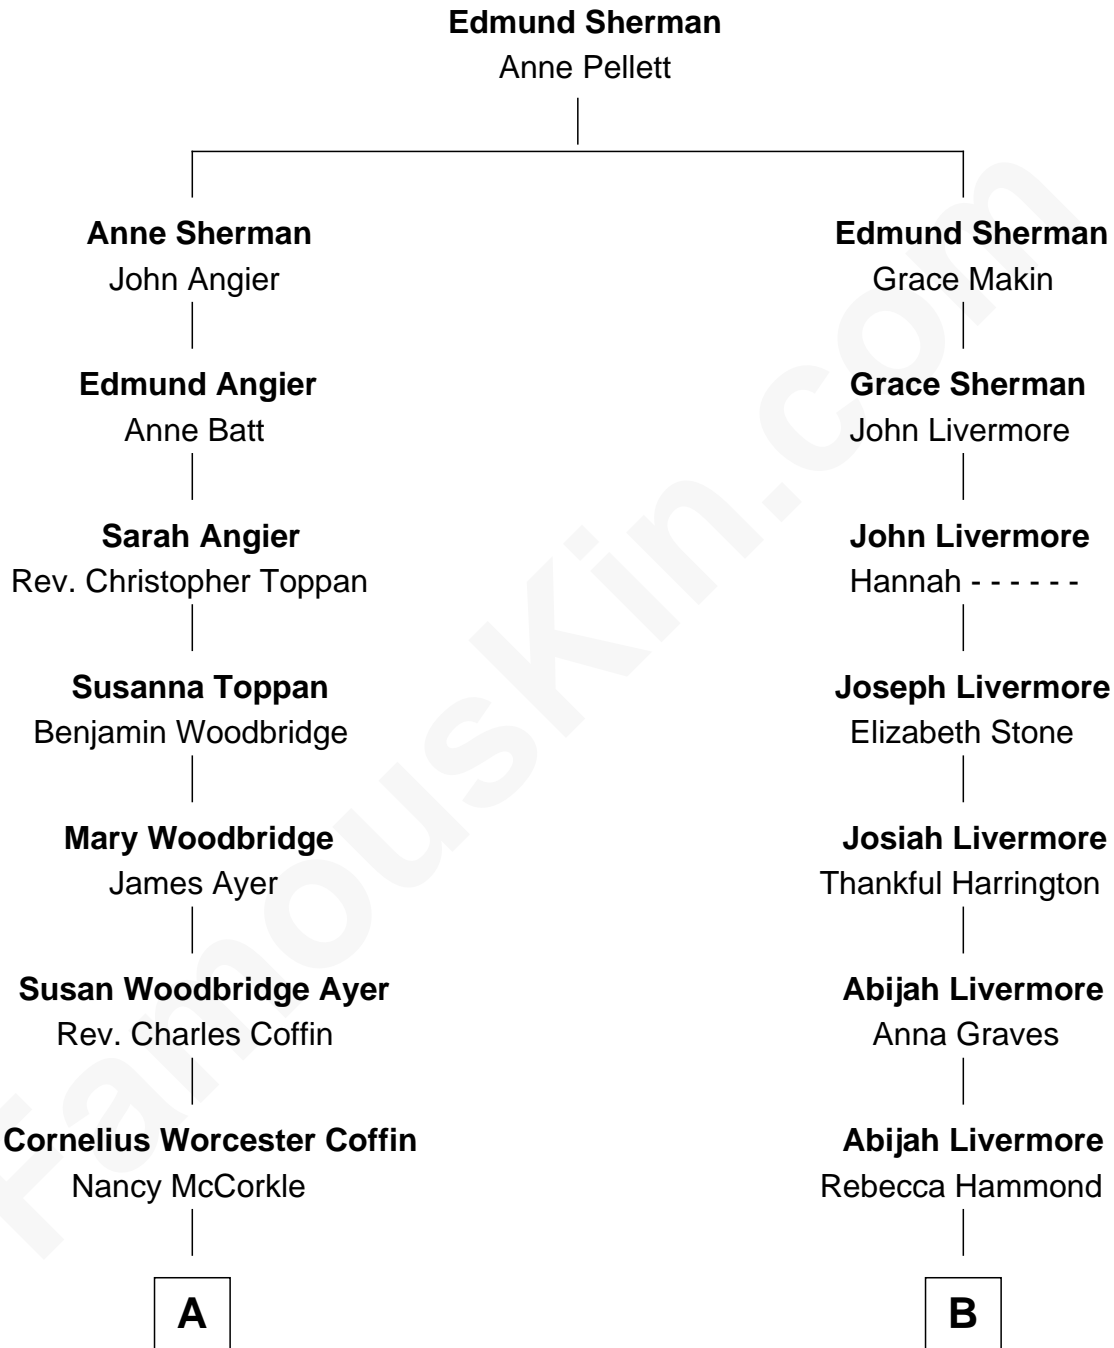 Edmund Sherman
Anne Pellett
Anne Sherman
John Angier
Edmund Sherman
Grace Makin
Edmund Angier
Anne Batt
Grace Sherman
John Livermore
Sarah Angier
Rev. Christopher Toppan
John Livermore
Hannah - - - - - -
Susanna Toppan
Benjamin Woodbridge
Joseph Livermore
Elizabeth Stone
Mary Woodbridge
James Ayer
Josiah Livermore
Thankful Harrington
Susan Woodbridge Ayer
Rev. Charles Coffin
Abijah Livermore
Anna Graves
Cornelius Worcester Coffin
Nancy McCorkle
Abijah Livermore
Rebecca Hammond
A
B
FamousKin.com